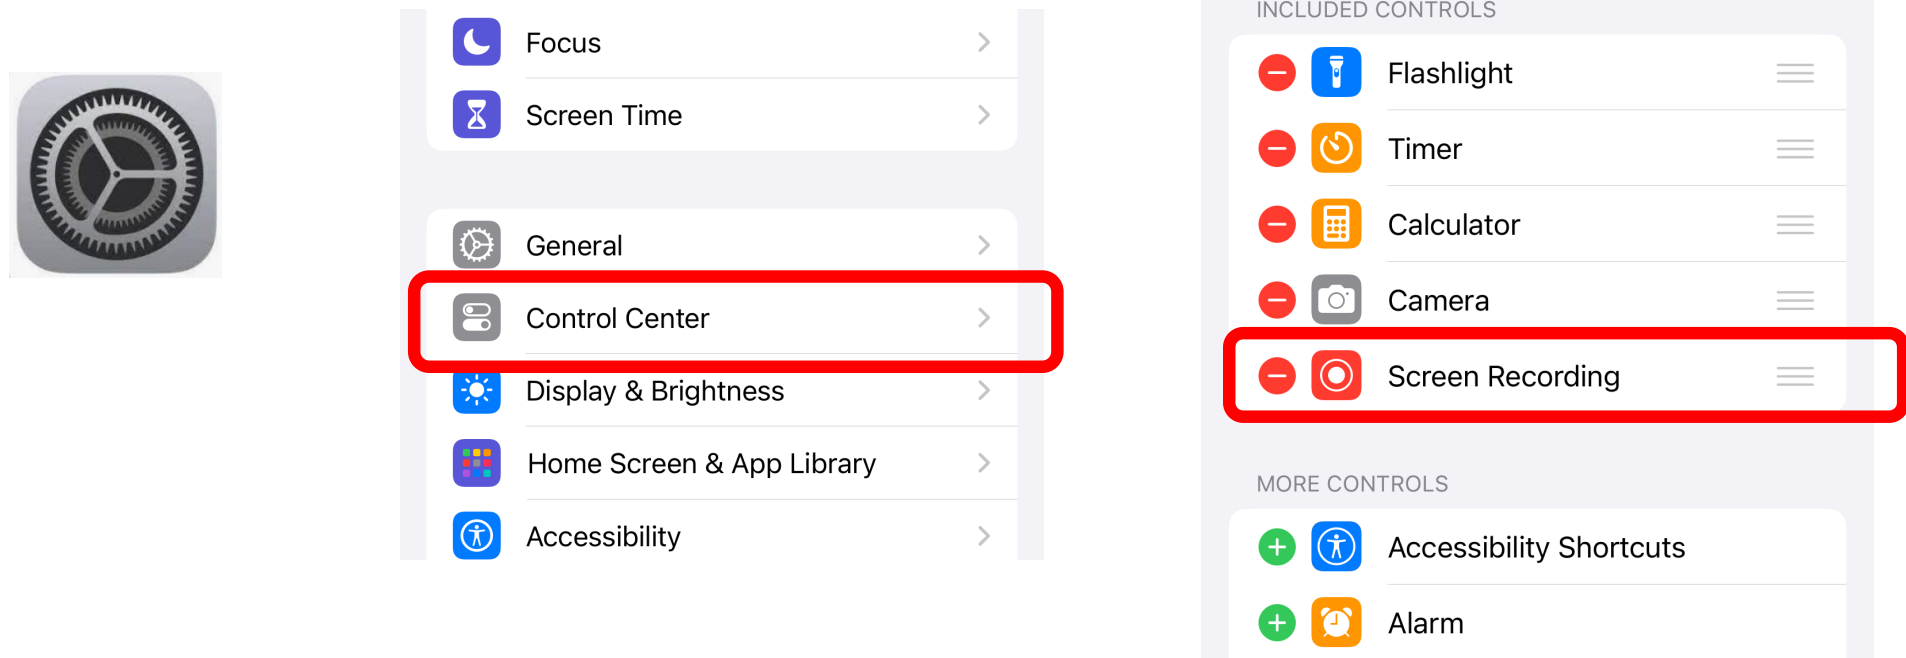 Focus
Screen Time
General
Control Center
Display & Brightness
Home Screen & App Library
Accessibility
INCLUDED CONTROLS
Flashlight
Timer
Calculator
Camera
Screen Recording
MORE CONTROLS
Accessibility Shortcuts
Alarm